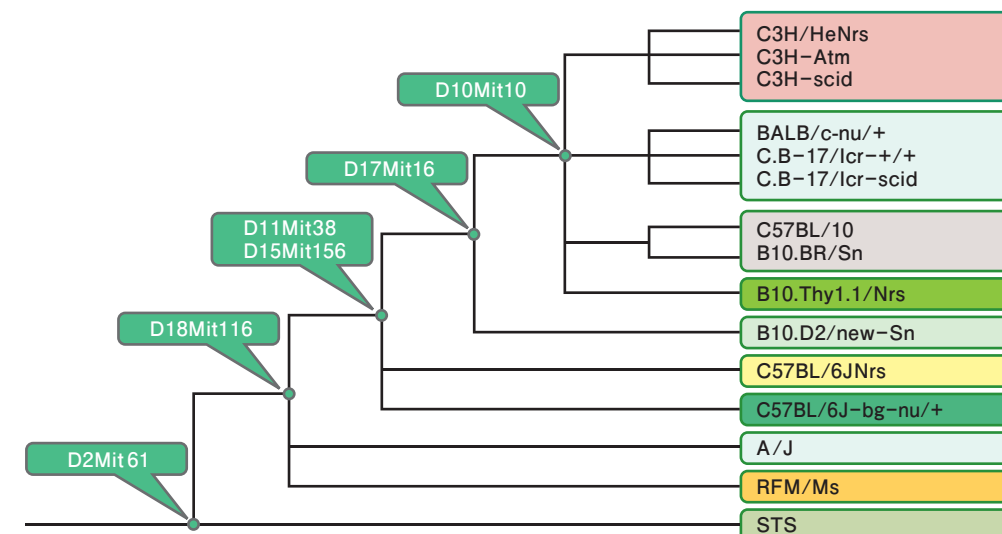 C3H/HeNrs
C3H-Atm
C3H-scid
D10Mit10
BALB/c-nu/+
C.B-17/Icr-+/+
C.B-17/Icr-scid
D17Mit16
D11Mit38
D15Mit156
C57BL/10
B10.BR/Sn
B10.Thy1.1/Nrs
D18Mit116
B10.D2/new-Sn
C57BL/6JNrs
C57BL/6J-bg-nu/+
D2Mit61
A/J
RFM/Ms
STS